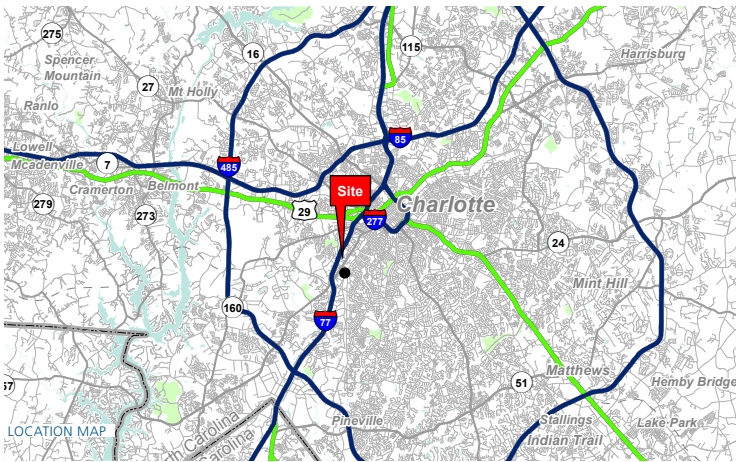 275
Spencer
Mountain
16
115
Harrisburg
27
Mt Holly
Ranlo
Lowell
Mcadenville
7
485
85
Cramerton
Belmont
Site
279
273
29
277
Charlotte
24
Mint Hill
160
77
Matthews
51
Hemby Bridge
Pineville
Stallings
Lake Park
Indian Trail
LOCATION MAP
Carolina
Carolina